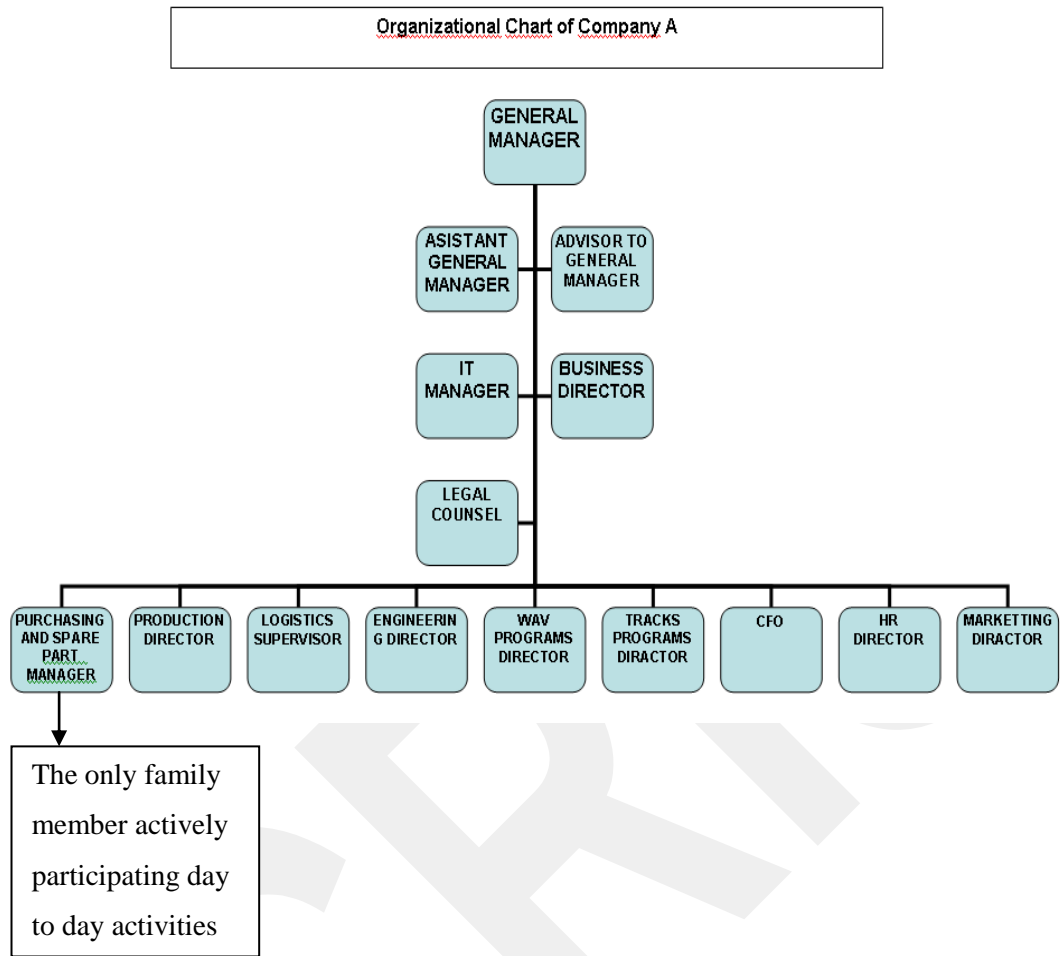 Organizational Chart of Company A
GENERAL
MANAGER
ASISTANT
GENERAL
MANAGER
ADVISOR TO
GENERAL
MANAGER
IT
MANAGER
BUSINESS
DIRECTOR
LEGAL
COUNSEL
PURCHASING
AND SPARE
PART
MANAGER
PRODUCTION
DIRECTOR
LOGISTICS
SUPERVISOR
ENGINEERIN
G DIRECTOR
WAV
PROGRAMS
DIRECTOR
TRACKS
PROGRAMS
DIRACTOR
CFO
HR
DIRECTOR
MARKETTING
DIRACTOR
The only family
member actively
participating day
to day activities